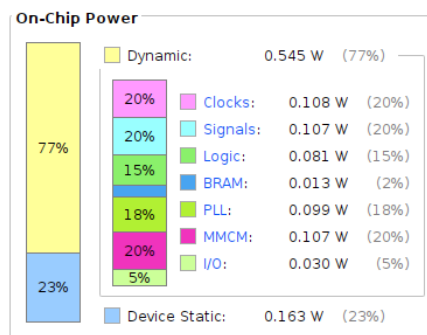 On-Chip Power
Dynamic: 0.545 W (77%)
77%
23%
20%
20%
15%
18%
20%
5%
Clocks: 0.108 W (20%)
Signals: 0.107 W (20%)
Logic: 0.081 W (15%)
BRAM: 0.013 W (2%)
PLL: 0.099 W (18%)
MMCM: 0.107 W (20%)
I/O: 0.030 W (5%)
Device Static: 0.163 W (23%)